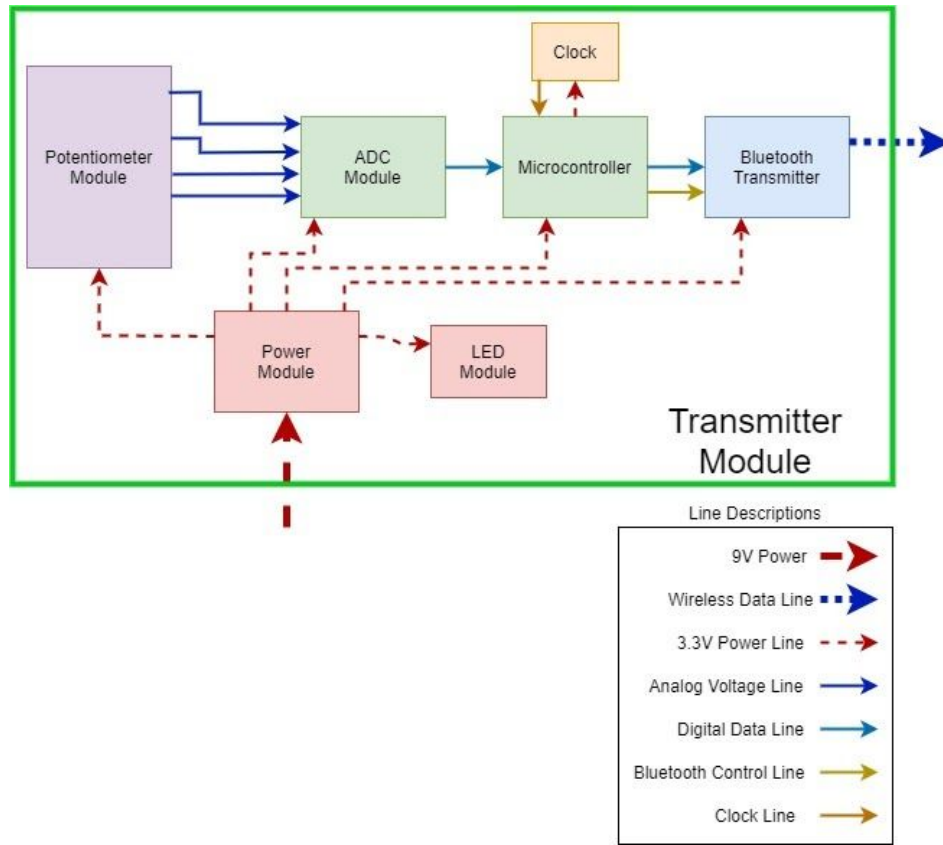 Clock
Potentiometer
Module
ADC
Module
Microcontroller
Bluetooth
Transmitter
Power
Module
LED
Module
Transmitter
Module
Line Descriptions
9V Power
Wireless Data Line
3.3V Power Line
Analog Voltage Line
Digital Data Line
Bluetooth Control Line
Clock Line